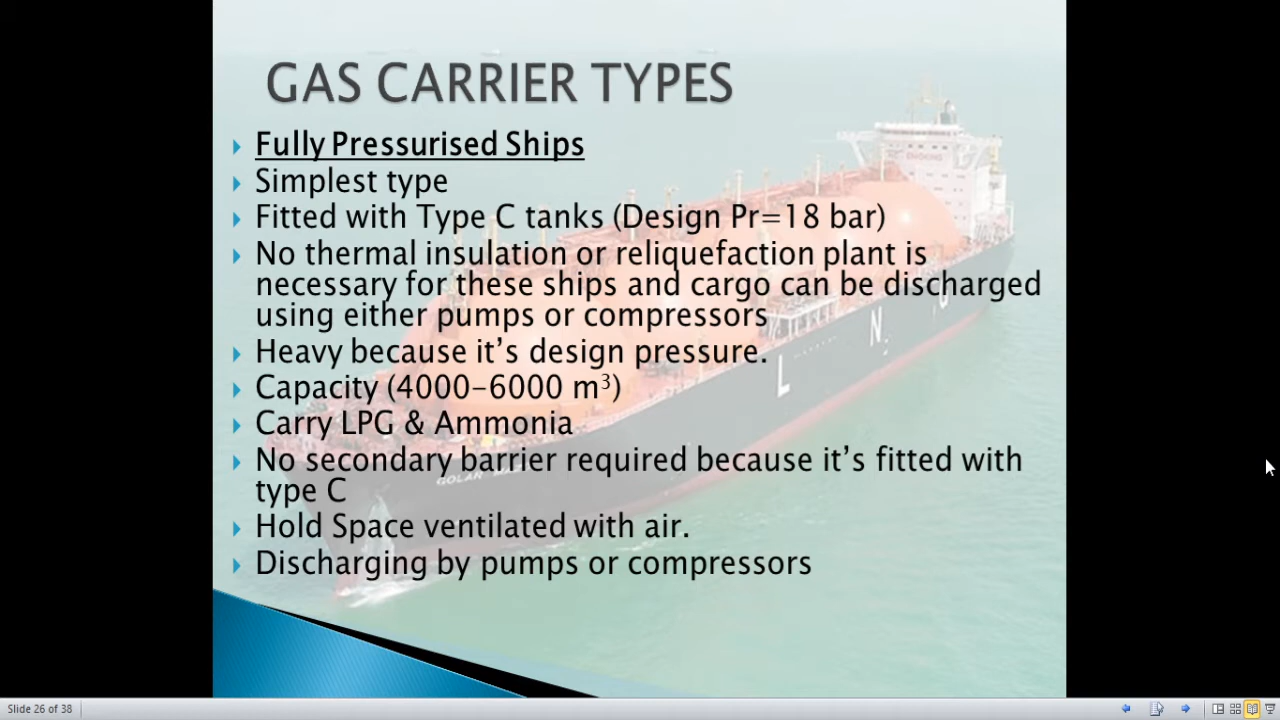 GAS CARRIER TYPES
Fully Pressurised Ships
Simplest type
Fitted with Type C tanks (Design Pr=18 bar)
No thermal insulation or reliquefaction plant is
necessary for these ships and cargo can be discharged
using either pumps or compressors
Heavy because it's design pressure.
Capacity (4000-6000 m³)
Carry LPG & Ammonia
No secondary barrier required because it's fitted with
type C
Hold Space ventilated with air.
Discharging by pumps or compressors
L N G
GOLAR
Slide 26 of 38